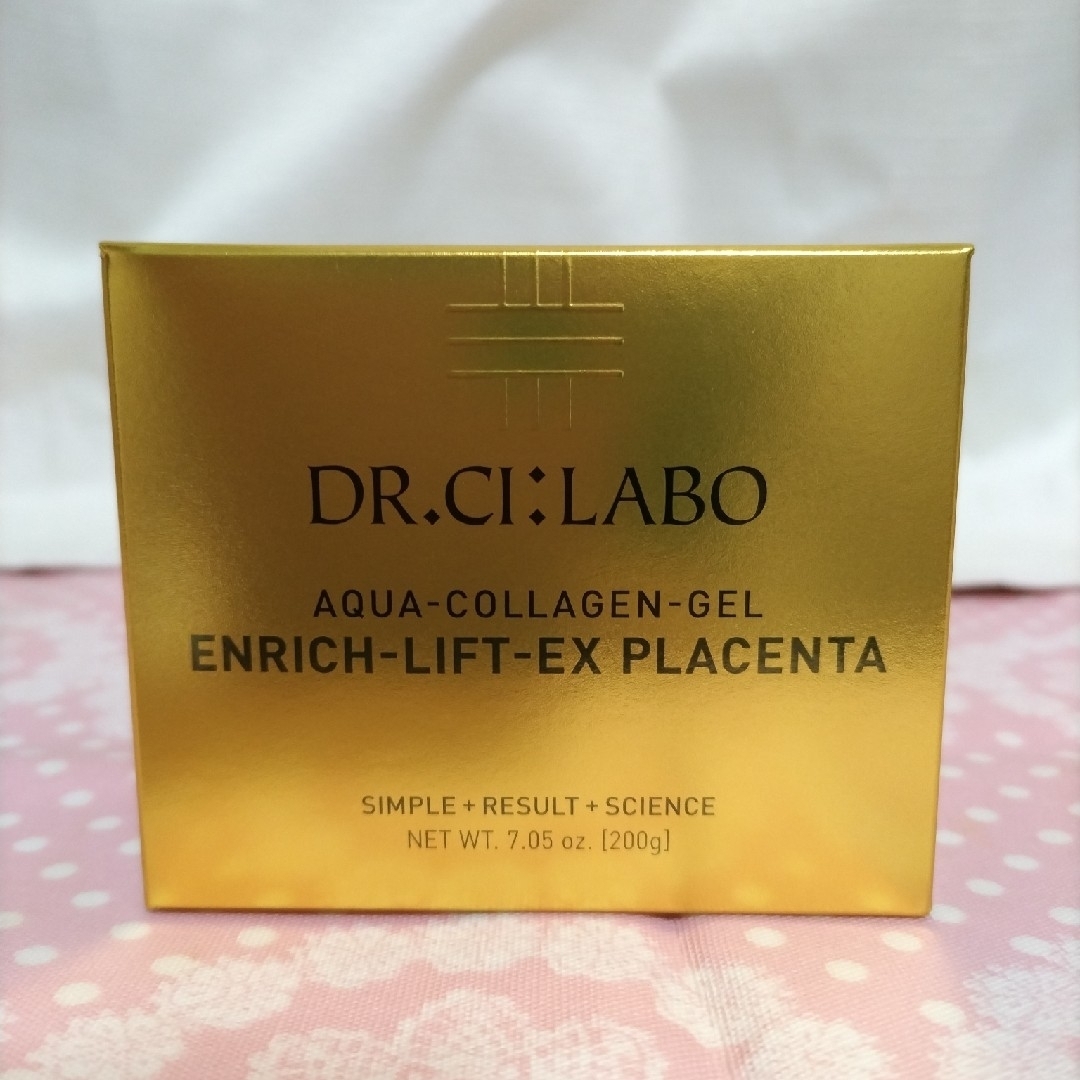 DR.CI:LABO
AQUA-COLLAGEN-GEL
ENRICH-LIFT-EX PLACENTA
SIMPLE + RESULT + SCIENCE
NET WT. 7.05 oz. [200g]